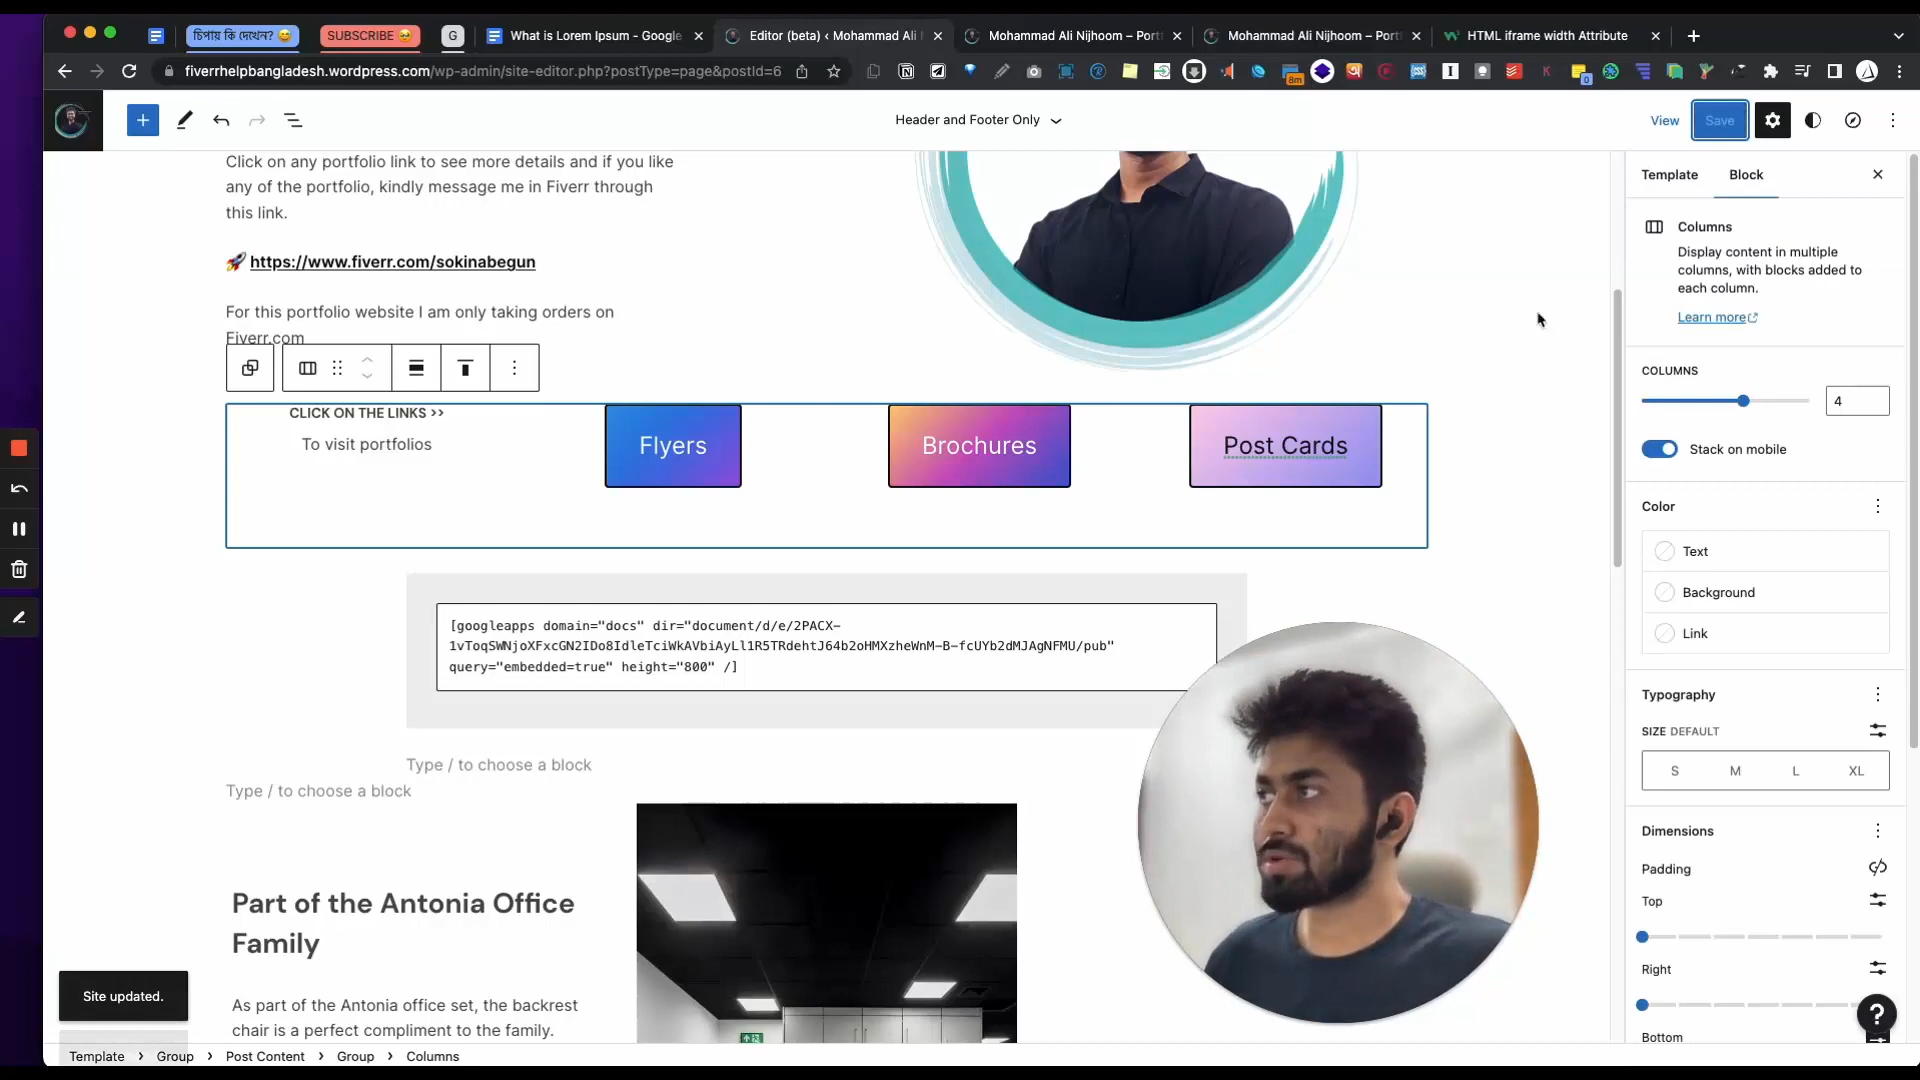 চিপায় কি দেখেন? 😅
SUBSCRIBE 🥹
G
What is Lorem Ipsum - Google
Editor (beta) ‹ Mohammad Ali
Mohammad Ali Nijhoom – Port
Mohammad Ali Nijhoom – Port
HTML iframe width Attribute
fiverrhelpbangladesh.wordpress.com/wp-admin/site-editor.php?postType=page&postId=6
8m
0
Header and Footer Only
View
Save
Click on any portfolio link to see more details and if you like
any of the portfolio, kindly message me in Fiverr through
this link.
🚀 https://www.fiverr.com/sokinabegun
For this portfolio website I am only taking orders on
Fiverr.com
CLICK ON THE LINKS >>
To visit portfolios
Flyers
Brochures
Post Cards
[googleapps domain="docs" dir="document/d/e/2PACX-
1vToqSWNjoXFxcGN2IDo8IdleTciWkAVbiAyLl1R5TRdehtJ64b2oHMXzheWnM-B-fcUYb2dMJAgNFMU/pub"
query="embedded=true" height="800" /]
Type / to choose a block
Type / to choose a block
Part of the Antonia Office
Family
As part of the Antonia office set, the backrest
chair is a perfect compliment to the family.
Site updated.
Template › Group › Post Content › Group › Columns
Template
Block
Columns
Display content in multiple
columns, with blocks added to
each column.
Learn more
COLUMNS
4
Stack on mobile
Color
Text
Background
Link
Typography
SIZE DEFAULT
S M L XL
Dimensions
Padding
Top
Right
Bottom
?